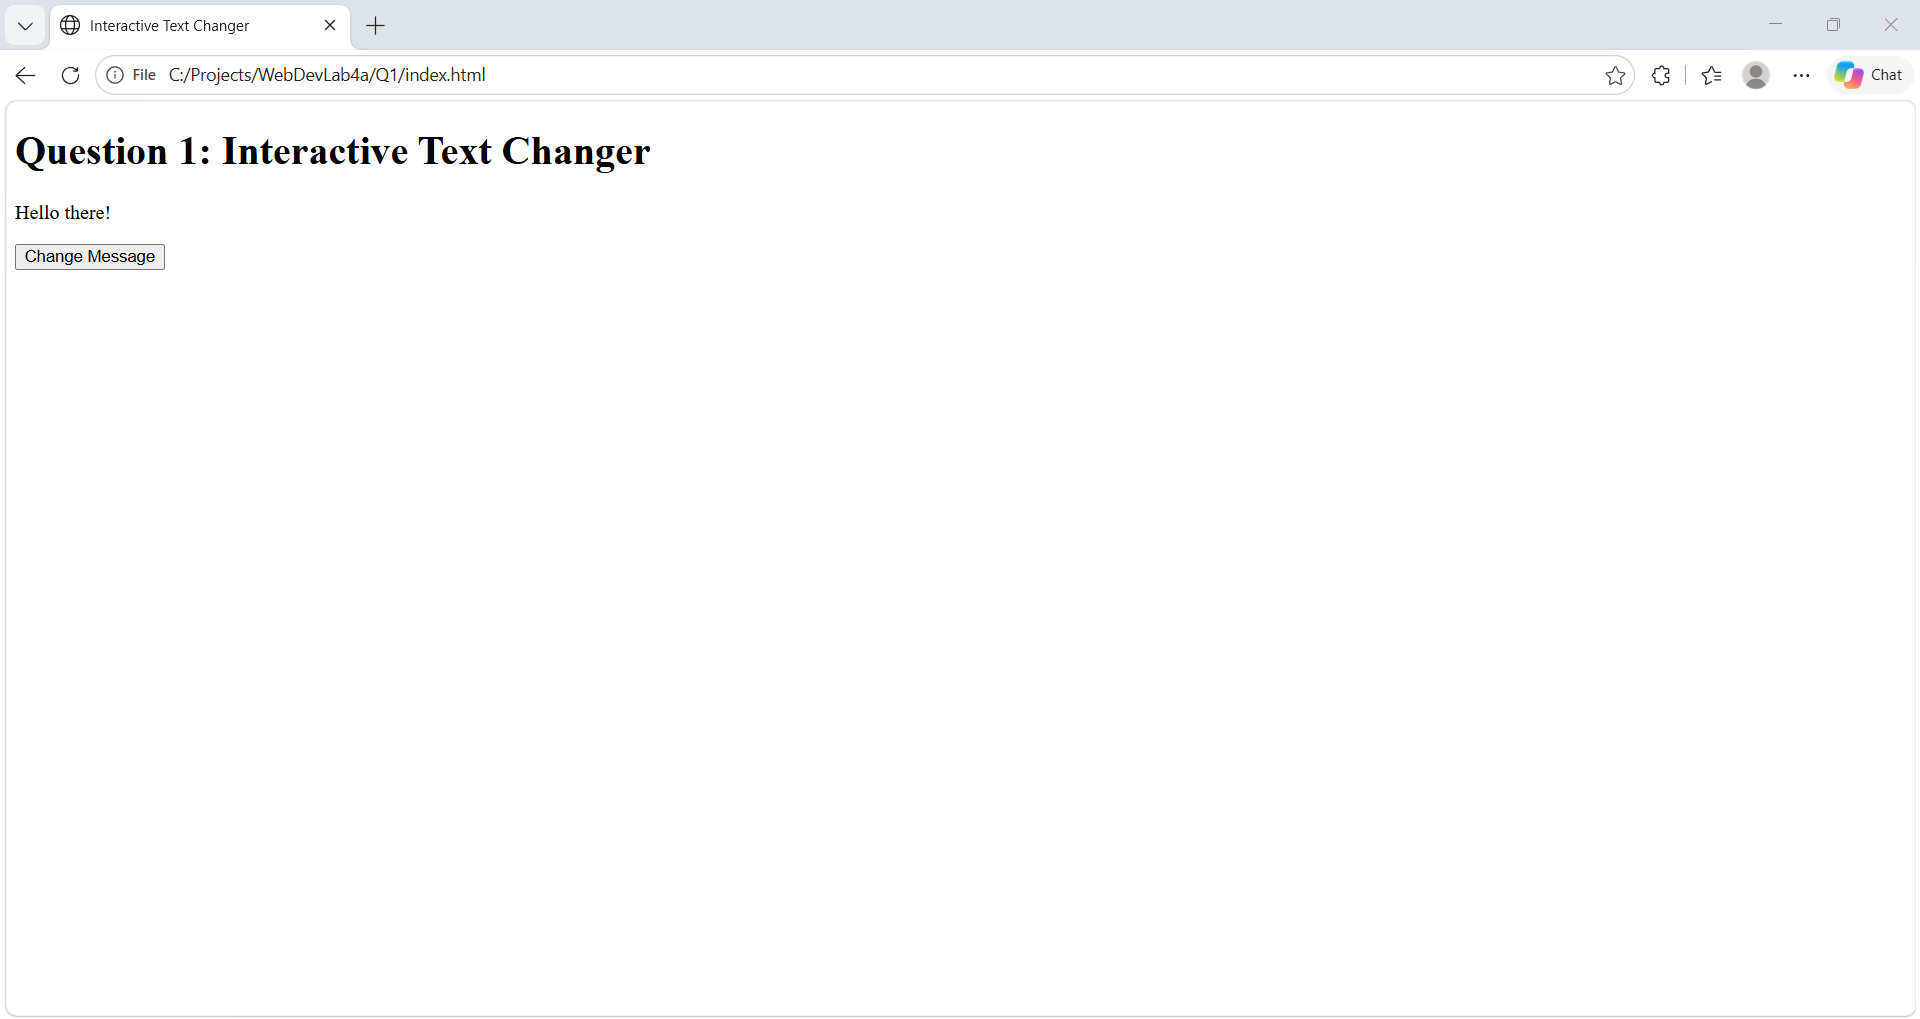 Interactive Text Changer
File C:/Projects/WebDevLab4a/Q1/index.html
Chat
Question 1: Interactive Text Changer
Hello there!
Change Message